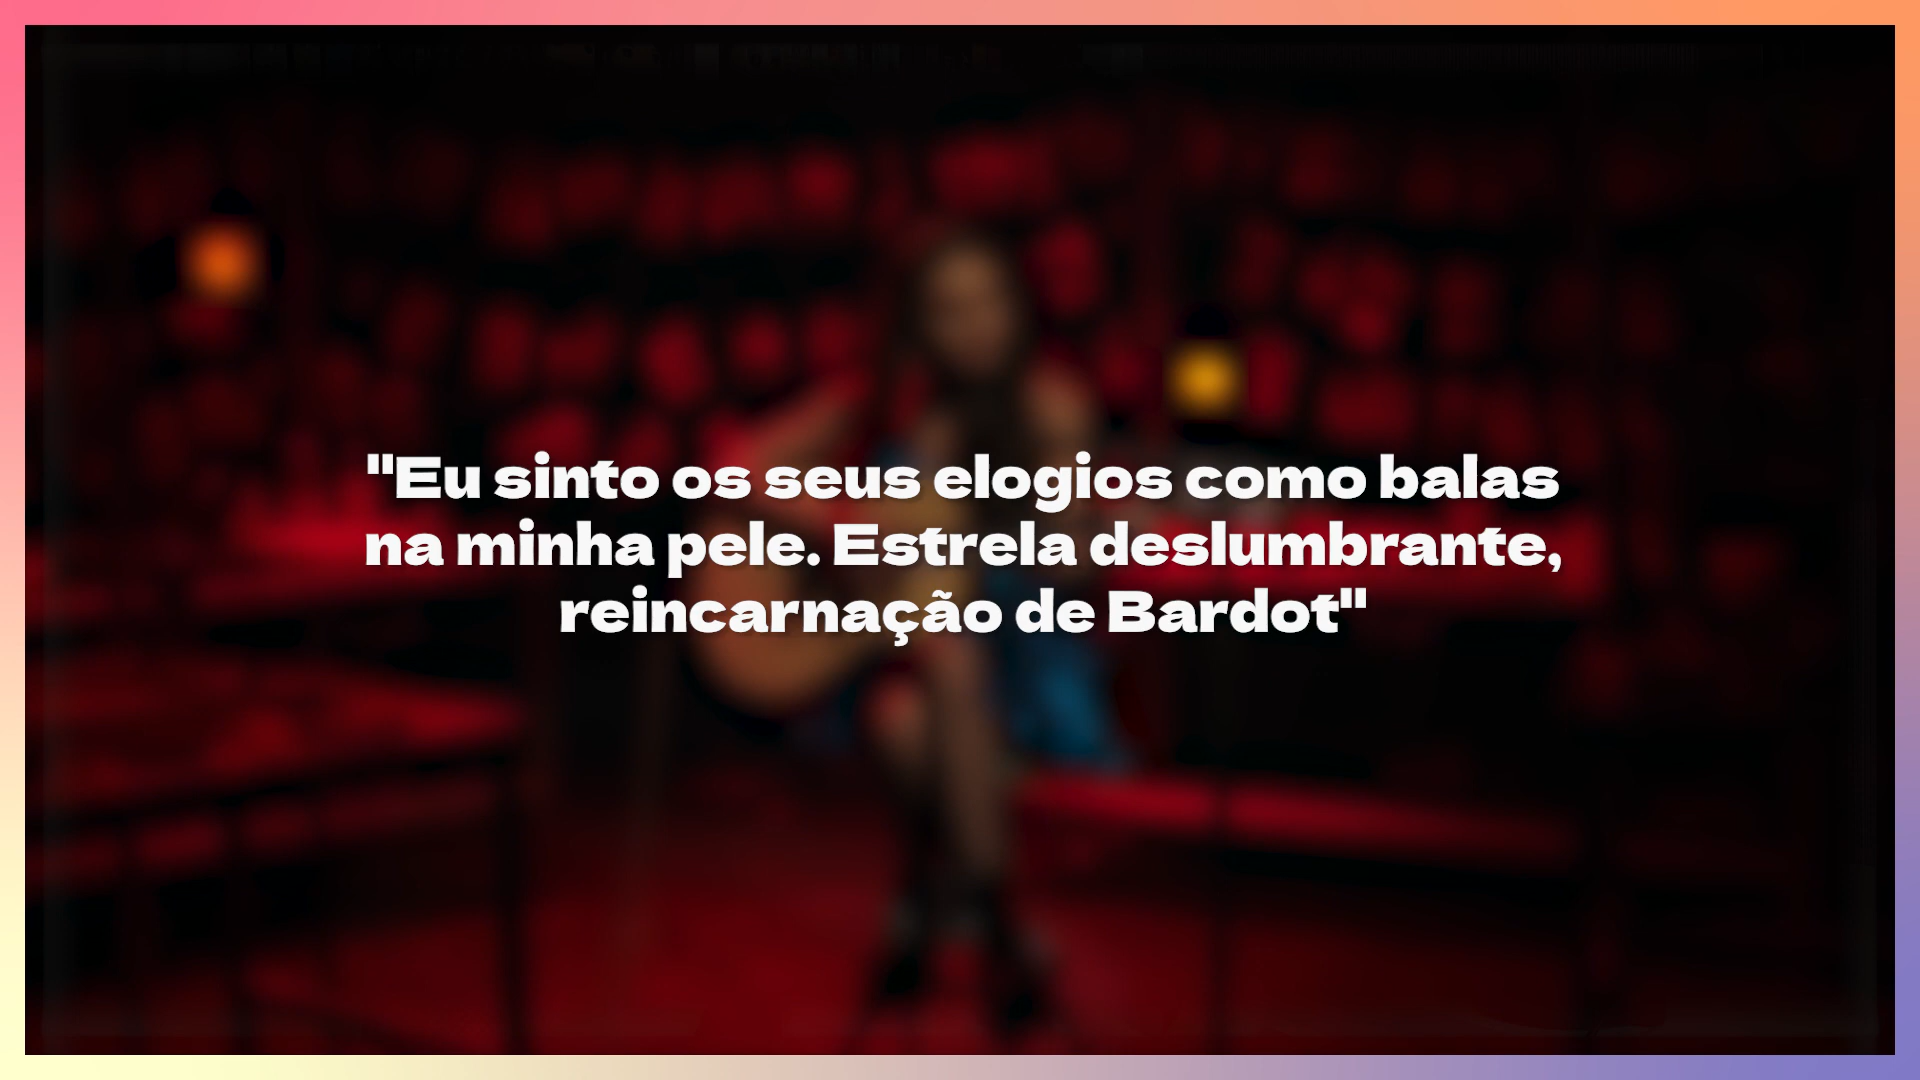 "Eu sinto os seus elogios como balas
na minha pele. Estrela deslumbrante,
reincarnação de Bardot"